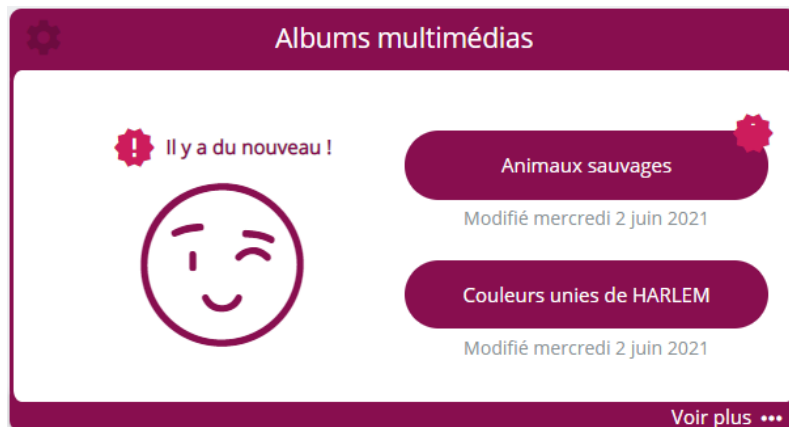 Albums multimédias
! Il y a du nouveau !
Animaux sauvages
Modifié mercredi 2 juin 2021
Couleurs unies de HARLEM
Modifié mercredi 2 juin 2021
Voir plus •••